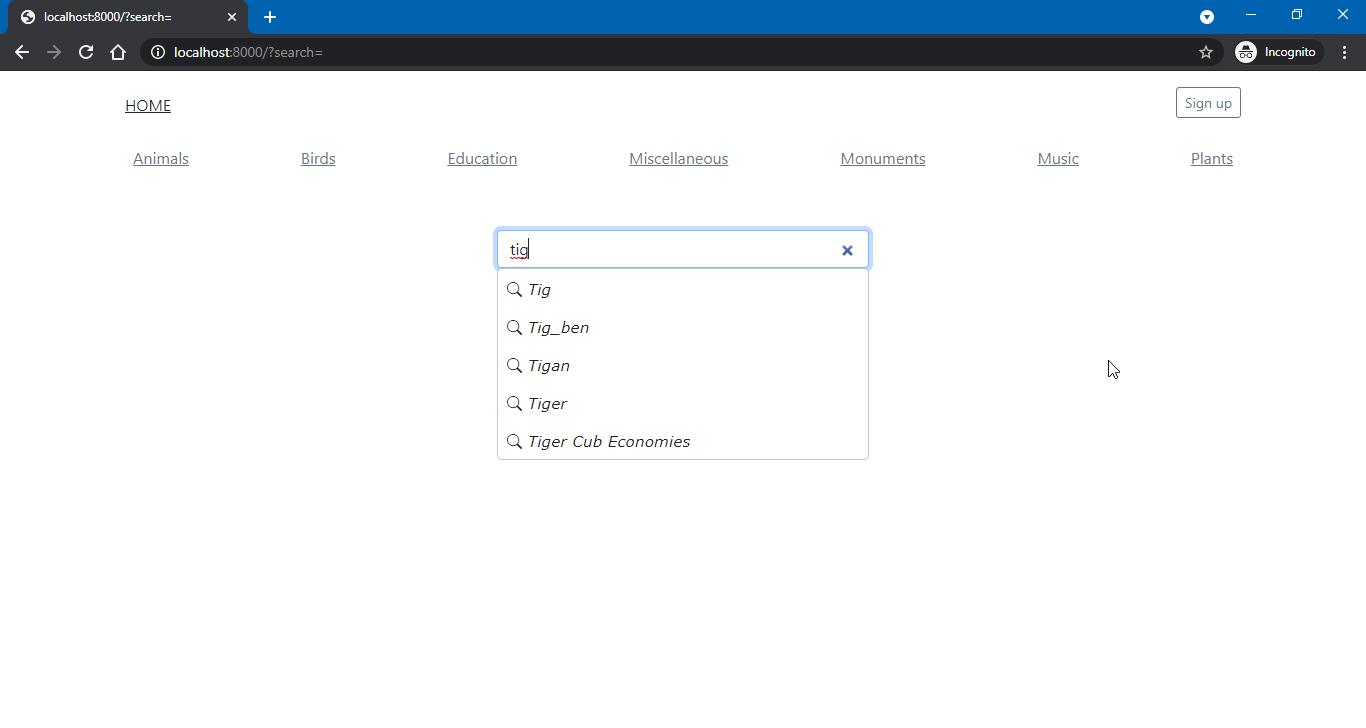 localhost:8000/?search=
localhost:8000/?search=
Incognito
HOME
Sign up
Animals Birds Education Miscellaneous Monuments Music Plants
tig
Tig
Tig_ben
Tigan
Tiger
Tiger Cub Economies